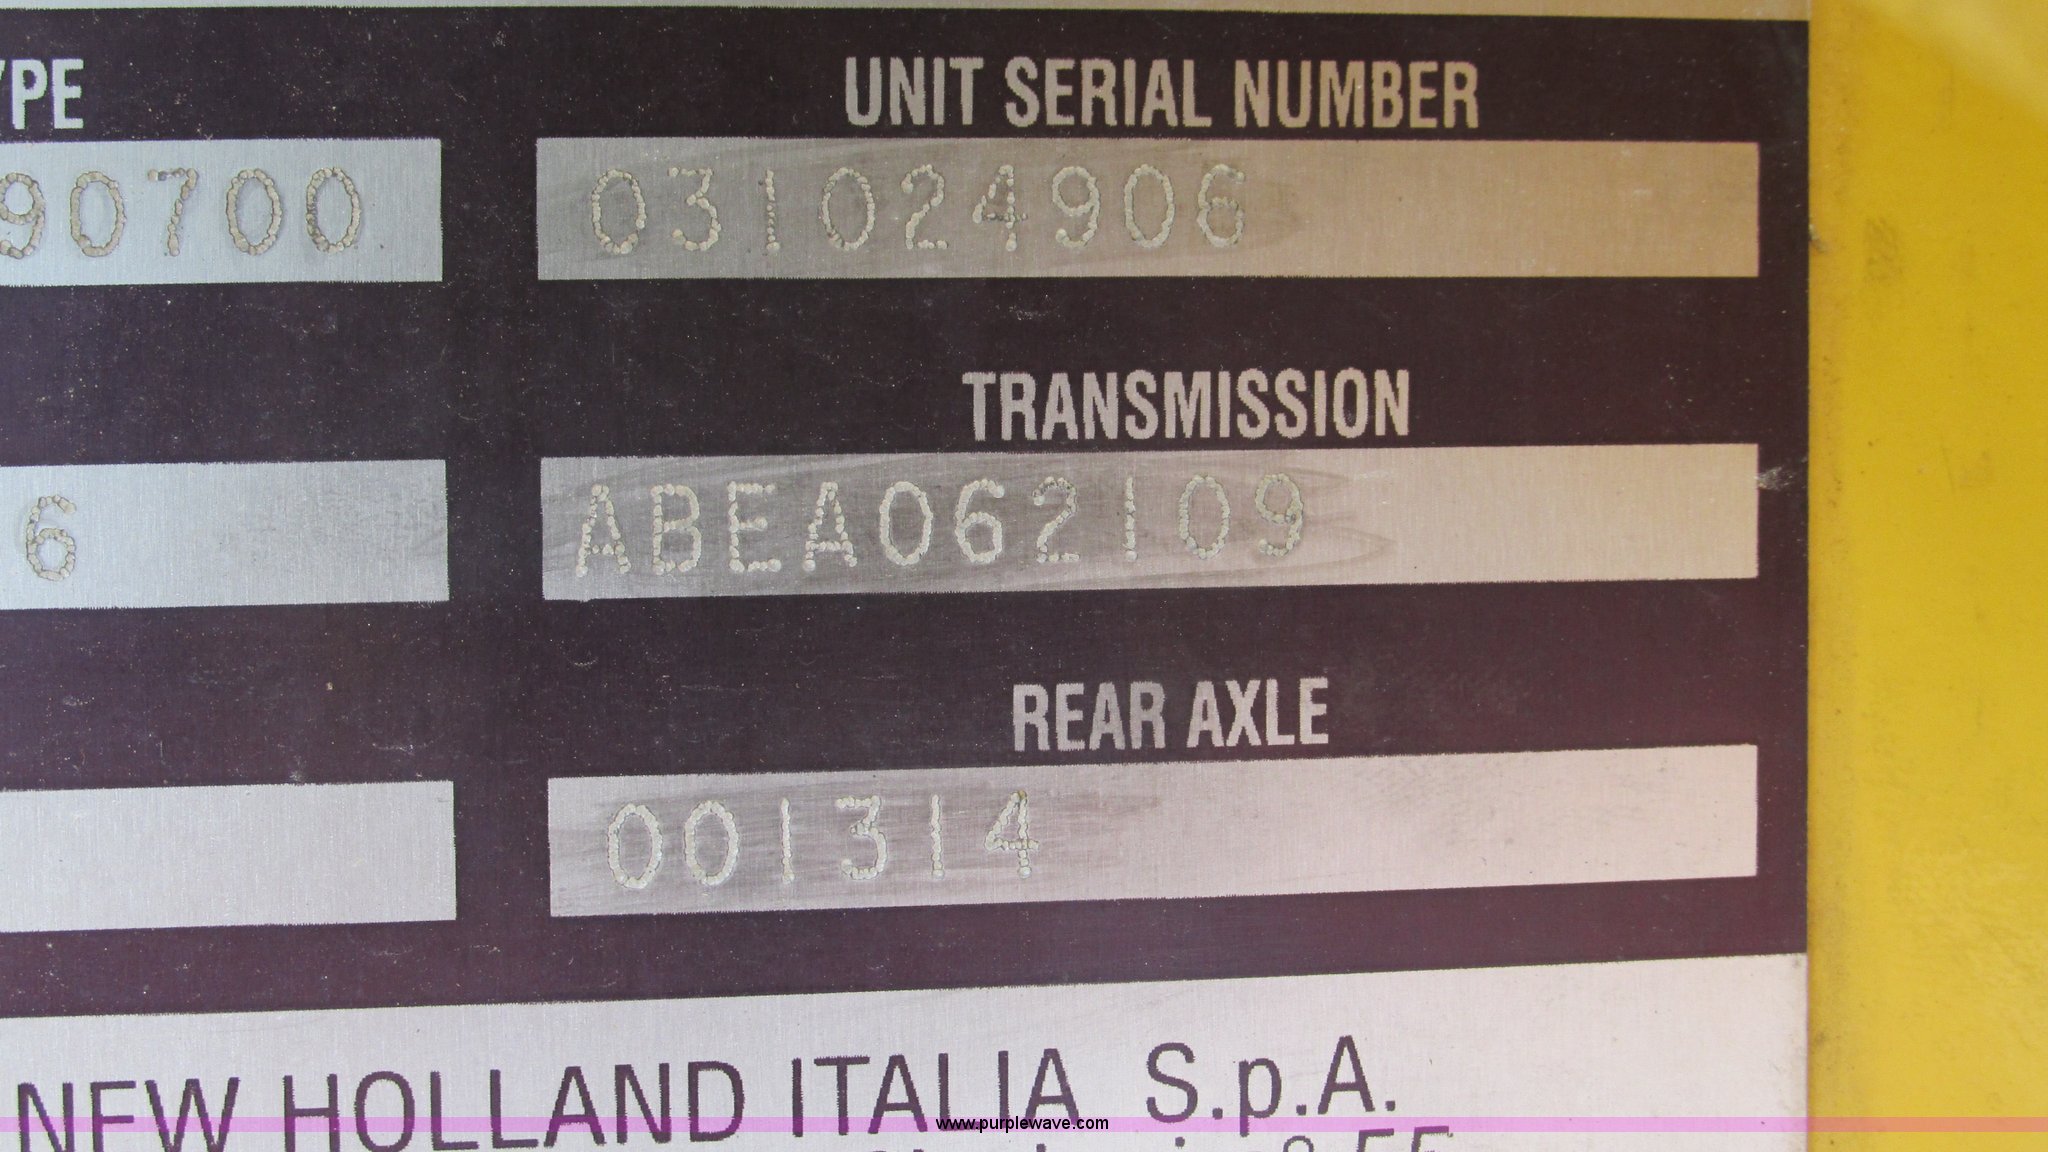 YPE
UNIT SERIAL NUMBER
90700
031024906
TRANSMISSION
6
ABEA062109
REAR AXLE
001314
NEW HOLLAND ITALIA S.p.A.
www.purplewave.com